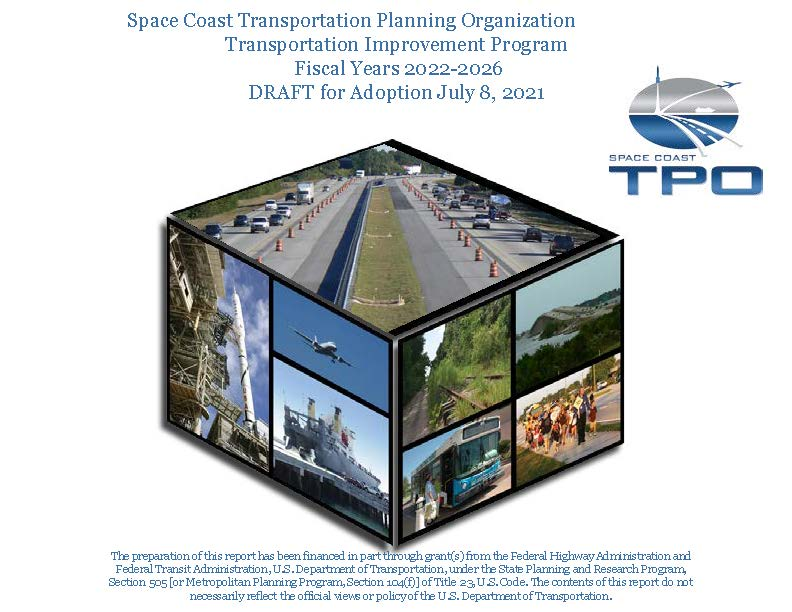 Space Coast Transportation Planning Organization
Transportation Improvement Program
Fiscal Years 2022-2026
DRAFT for Adoption July 8, 2021
SPACE COAST
TPO
The preparation of this report has been financed in part through grant(s) from the Federal Highway Administration and
Federal Transit Administration, U.S. Department of Transportation, under the State Planning and Research Program,
Section 505 [or Metropolitan Planning Program, Section 104(f)] of Title 23, U.S. Code. The contents of this report do not
necessarily reflect the official views or policy of the U.S. Department of Transportation.